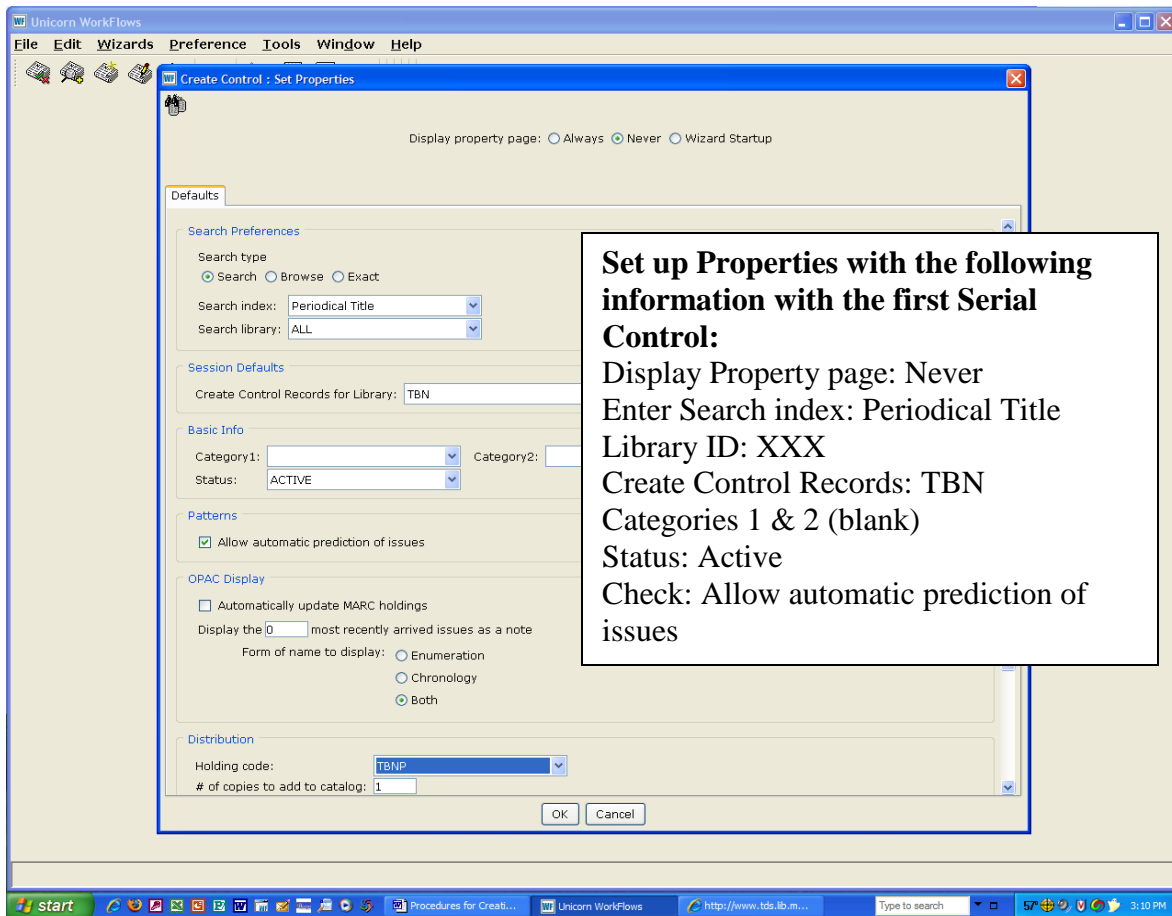 Unicorn WorkFlows
File Edit Wizards Preference Tools Window Help
Create Control : Set Properties
Display property page: Always Never Wizard Startup
Defaults
Search Preferences
Search type
Search Browse Exact
Search index: Periodical Title
Search library: ALL
Session Defaults
Create Control Records for Library: TBN
Basic Info
Category1: Category2:
Status: ACTIVE
Patterns
Allow automatic prediction of issues
OPAC Display
Automatically update MARC holdings
Display the 0 most recently arrived issues as a note
Form of name to display: Enumeration
Chronology
Both
Distribution
Holding code: TBNP
# of copies to add to catalog: 1
OK Cancel
Set up Properties with the following
information with the first Serial
Control:
Display Property page: Never
Enter Search index: Periodical Title
Library ID: XXX
Create Control Records: TBN
Categories 1 & 2 (blank)
Status: Active
Check: Allow automatic prediction of
issues
start Procedures for Creati... Unicorn WorkFlows http://www.tds.lib.m... Type to search 57° 3:10 PM